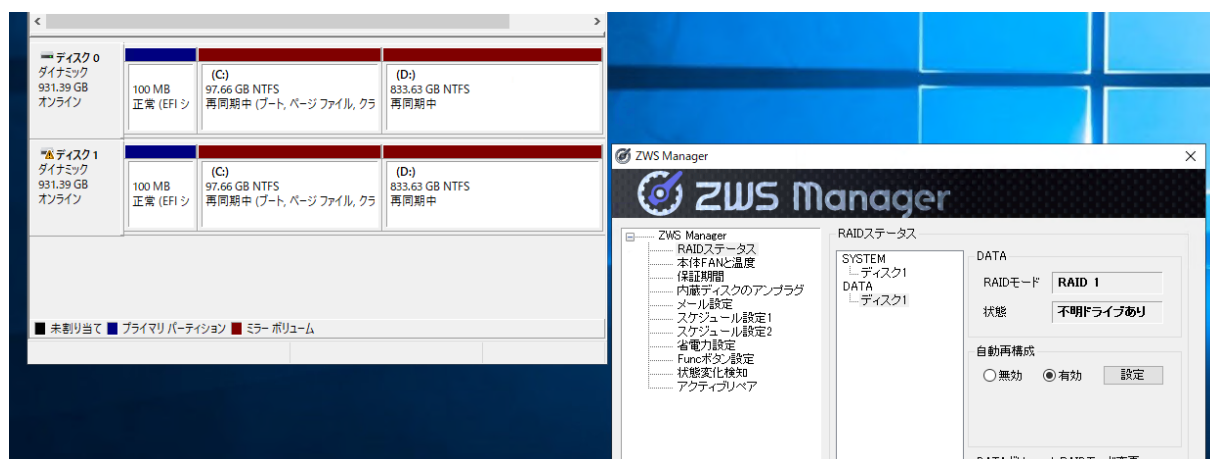 ディスク 0
ダイナミック
931.39 GB
オンライン
100 MB
正常 (EFI シ
(C:)
97.66 GB NTFS
再同期中 (ブート, ページ ファイル, クラ
(D:)
833.63 GB NTFS
再同期中
ディスク 1
ダイナミック
931.39 GB
オンライン
100 MB
正常 (EFI シ
(C:)
97.66 GB NTFS
再同期中 (ブート, ページ ファイル, クラ
(D:)
833.63 GB NTFS
再同期中
未割り当て プライマリ パーティション ミラー ボリューム
ZWS Manager
ZWS Manager
ZWS Manager
RAIDステータス
本体FANと温度
保証期間
内蔵ディスクのアンプラグ
メール設定
スケジュール設定1
スケジュール設定2
省電力設定
Funcボタン設定
状態変化検知
アクティブリペア
RAIDステータス
SYSTEM
ディスク1
DATA
ディスク1
DATA
RAIDモード RAID 1
状態 不明ドライブあり
自動再構成
無効 有効 設定